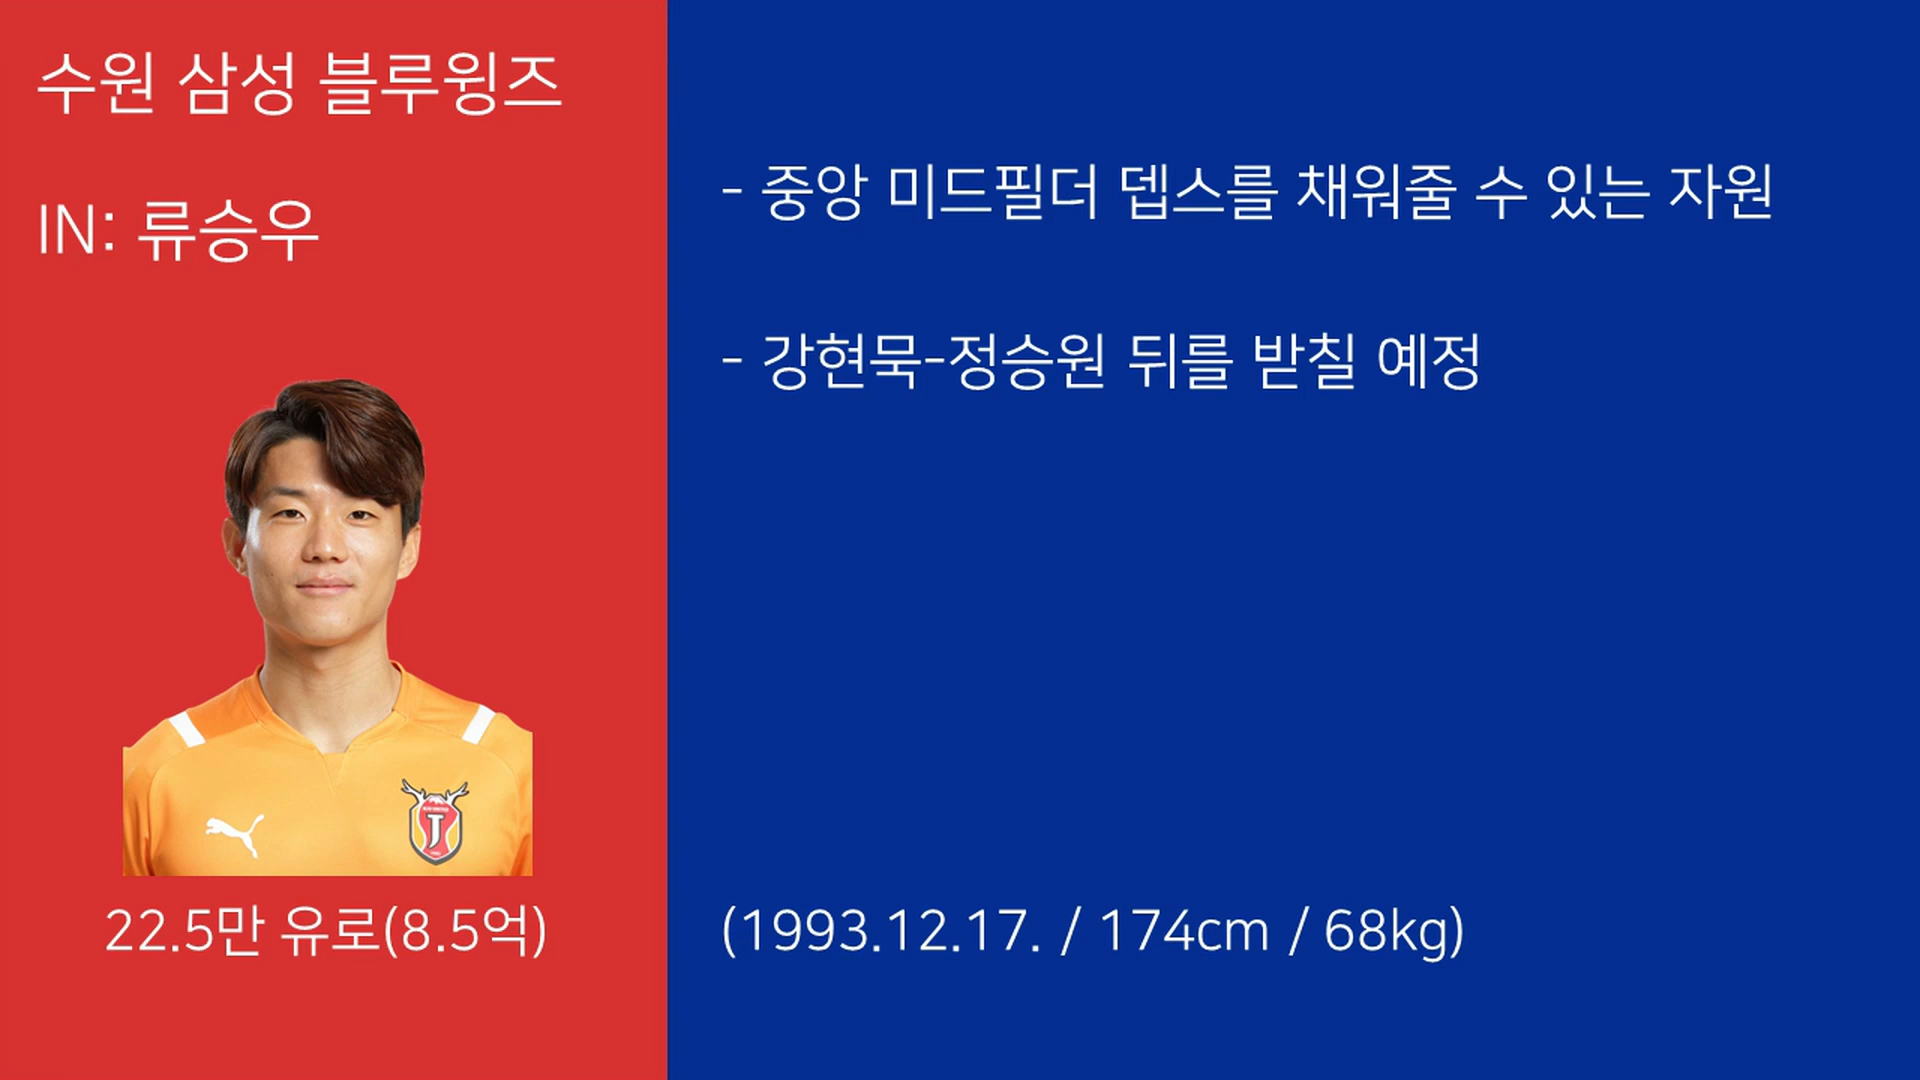 수원 삼성 블루윙즈
IN: 류승우
22.5만 유로(8.5억)
- 중앙 미드필더 뎁스를 채워줄 수 있는 자원
- 강현묵-정승원 뒤를 받칠 예정
(1993.12.17. / 174cm / 68kg)
J